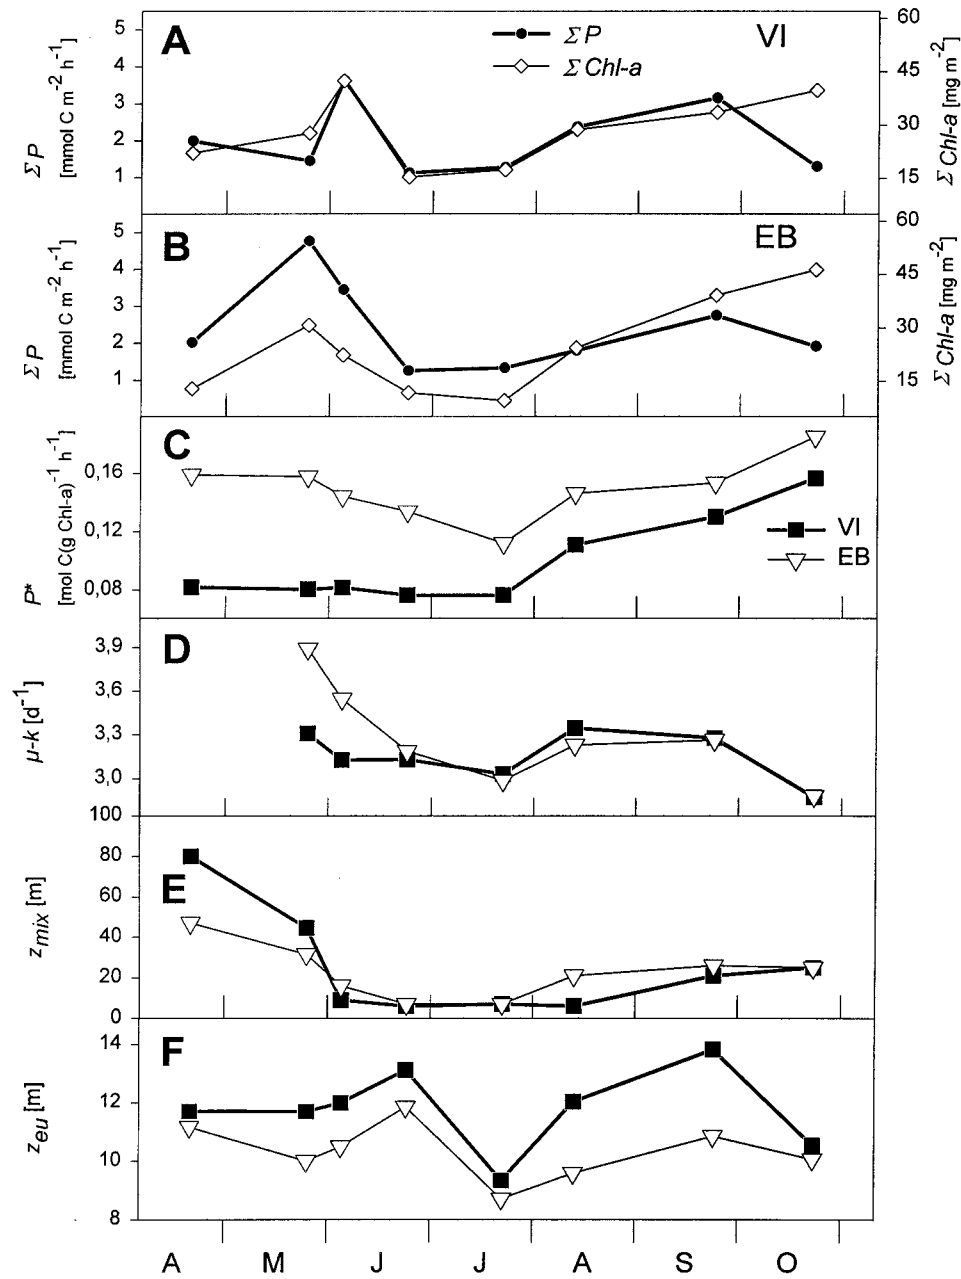 A
ΣP
ΣChl-a
VI
5
4
3
2
1
60
45
30
15
ΣP
[mmol C m⁻² h⁻¹]
ΣChl-a [mg m⁻²]
B
EB
5
4
3
2
1
60
45
30
15
ΣP
[mmol C m⁻² h⁻¹]
ΣChl-a [mg m⁻²]
C
0,16
0,12
0,08
P*
[mol C(g Chl-a)⁻¹ h⁻¹]
VI
EB
D
3,9
3,6
3,3
3,0
μ-k [d⁻¹]
E
100
80
60
40
20
0
zmix [m]
F
14
12
10
8
zeu [m]
A M J J A S O